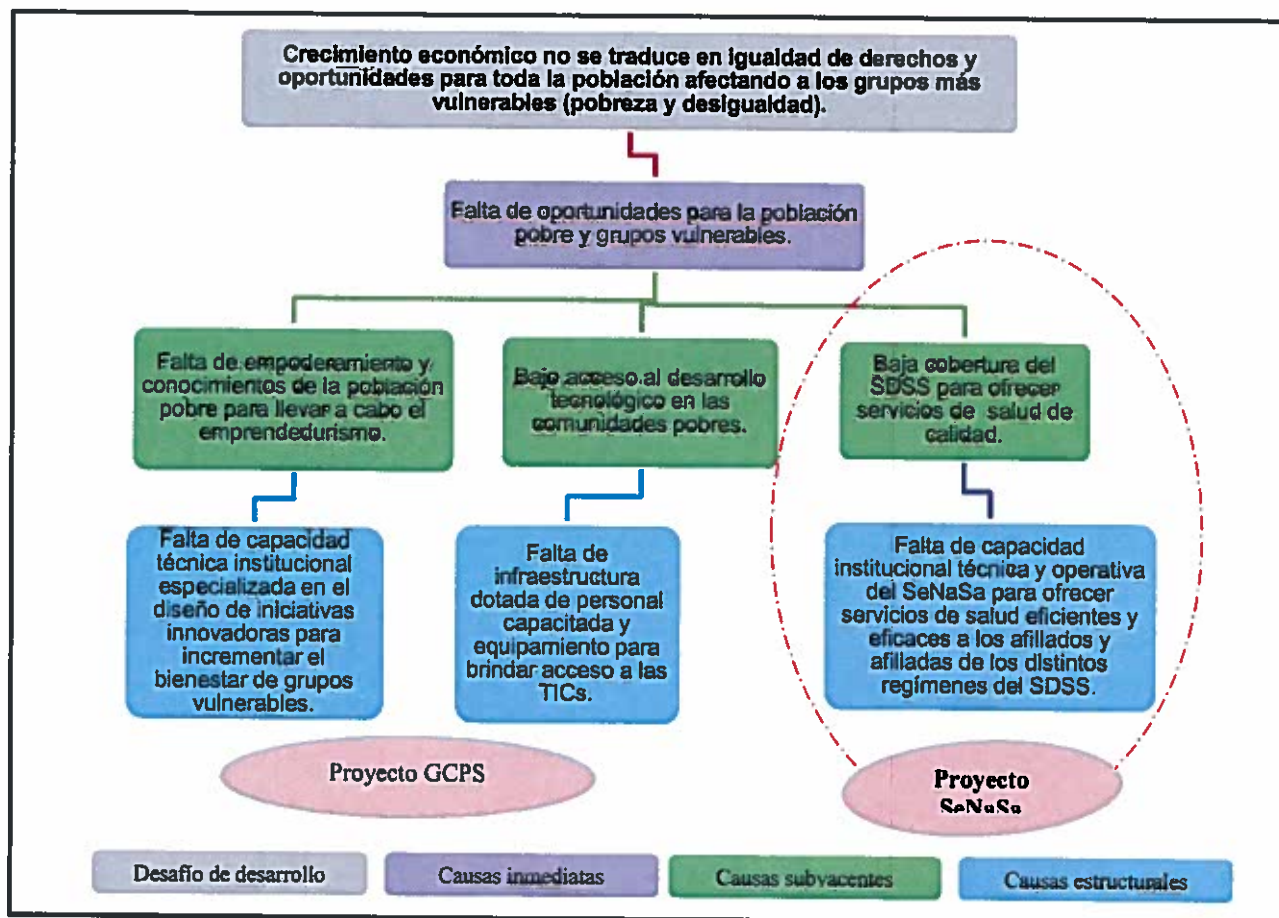 Crecimiento económico no se traduce en igualdad de derechos y
oportunidades para toda la población afectando a los grupos más
vulnerables (pobreza y desigualdad).
Falta de oportunidades para la población
pobre y grupos vulnerables.
Falta de empoderamiento y
conocimientos de la población
pobre para llevar a cabo el
emprendedurismo.
Bajo acceso al desarrollo
tecnológico en las
comunidades pobres.
Baja cobertura del
SDSS para ofrecer
servicios de salud de
calidad.
Falta de capacidad
técnica institucional
especializada en el
diseño de iniciativas
innovadoras para
incrementar el
bienestar de grupos
vulnerables.
Falta de
infraestructura
dotada de personal
capacitada y
equipamiento para
brindar acceso a las
TICs.
Falta de capacidad
institucional técnica y operativa
del SeNaSa para ofrecer
servicios de salud eficientes y
eficaces a los afiliados y
afiliadas de los distintos
regímenes del SDSS.
Proyecto GCPS
Proyecto
SeNaSa
Desafío de desarrollo
Causas inmediatas
Causas subyacentes
Causas estructurales